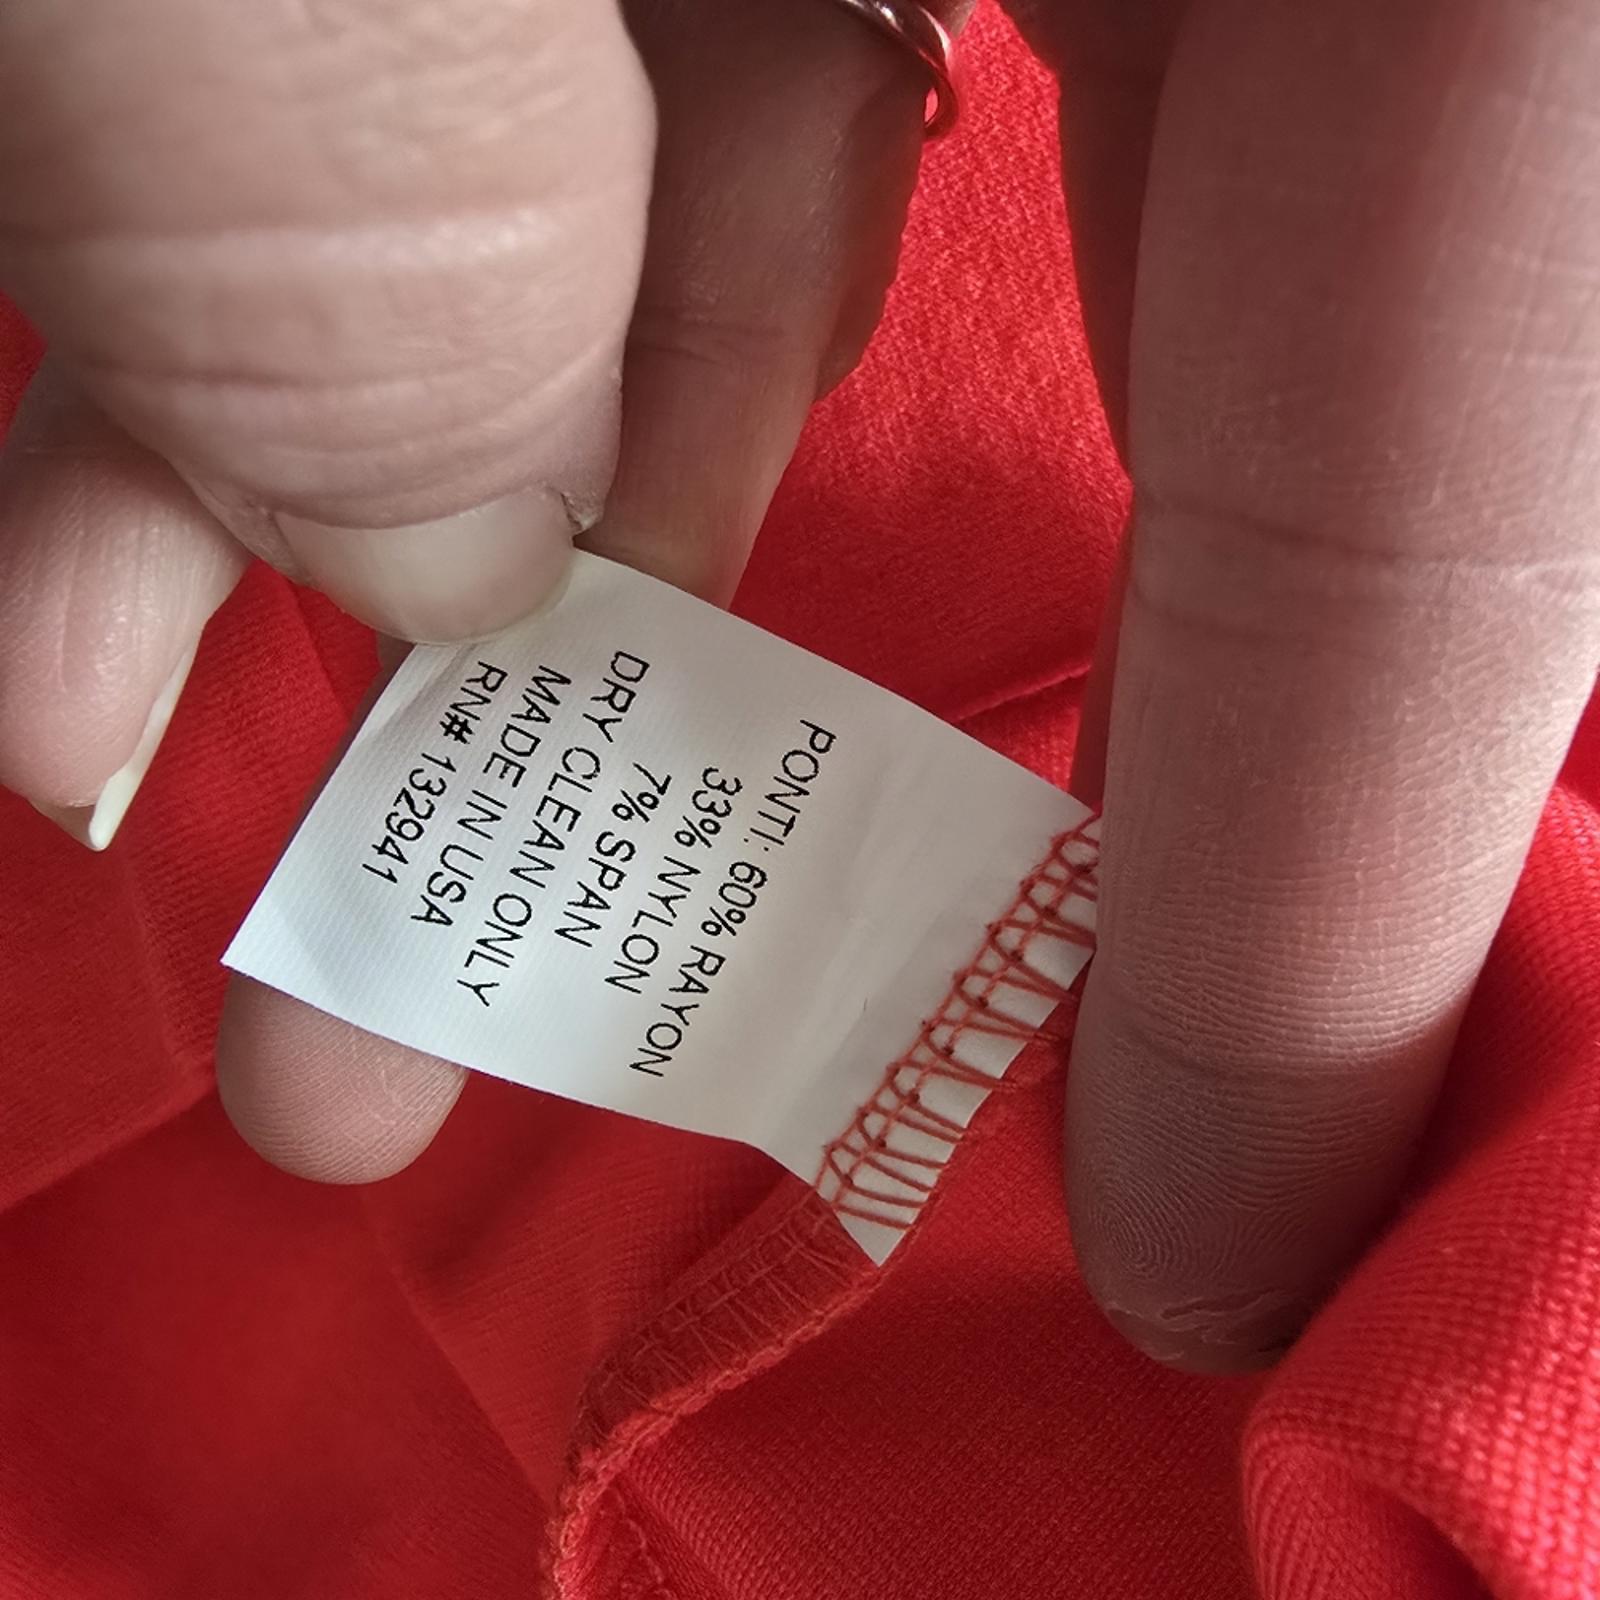 PONTI: 60% RAYON
33% NYLON
7% SPAN
DRY CLEAN ONLY
MADE IN USA
RN# 132941